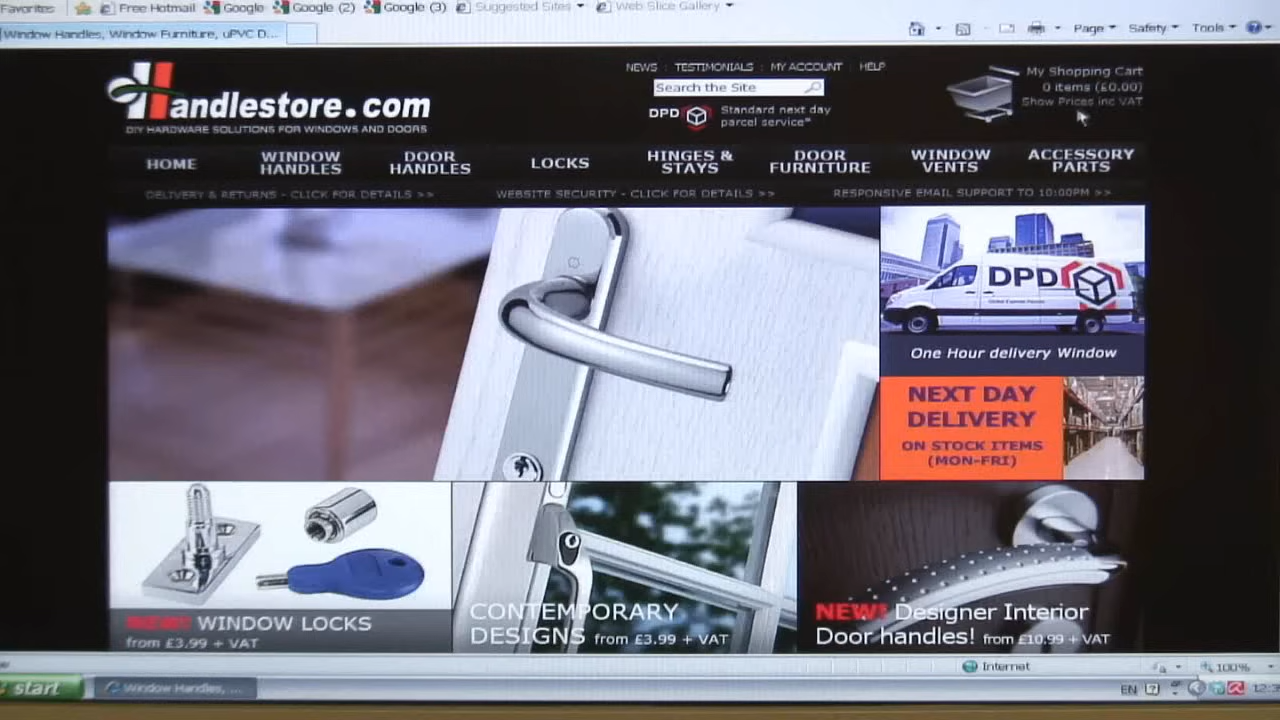 Favorites Free Hotmail Google Google (2) Google (3) Suggested Sites Web Slice Gallery
Window Handles, Window Furniture, uPVC D...
Page Safety Tools
NEWS : TESTIMONIALS : MY ACCOUNT : HELP
Search the Site
My Shopping Cart
0 items (£0.00)
Show Prices inc VAT
Handlestore.com
DIY HARDWARE SOLUTIONS FOR WINDOWS AND DOORS
DPD
Standard next day
parcel service*
HOME
WINDOW
HANDLES
DOOR
HANDLES
LOCKS
HINGES &
STAYS
DOOR
FURNITURE
WINDOW
VENTS
ACCESSORY
PARTS
DELIVERY & RETURNS - CLICK FOR DETAILS >>
WEBSITE SECURITY - CLICK FOR DETAILS >>
RESPONSIVE EMAIL SUPPORT TO 10:00PM >>
DPD
One Hour delivery Window
NEXT DAY
DELIVERY
ON STOCK ITEMS
(MON-FRI)
NEW! WINDOW LOCKS
from £3.99 + VAT
CONTEMPORARY
DESIGNS from £3.99 + VAT
NEW! Designer Interior
Door handles! from £10.99 + VAT
Internet
100%
start
Window Handles, ...
EN